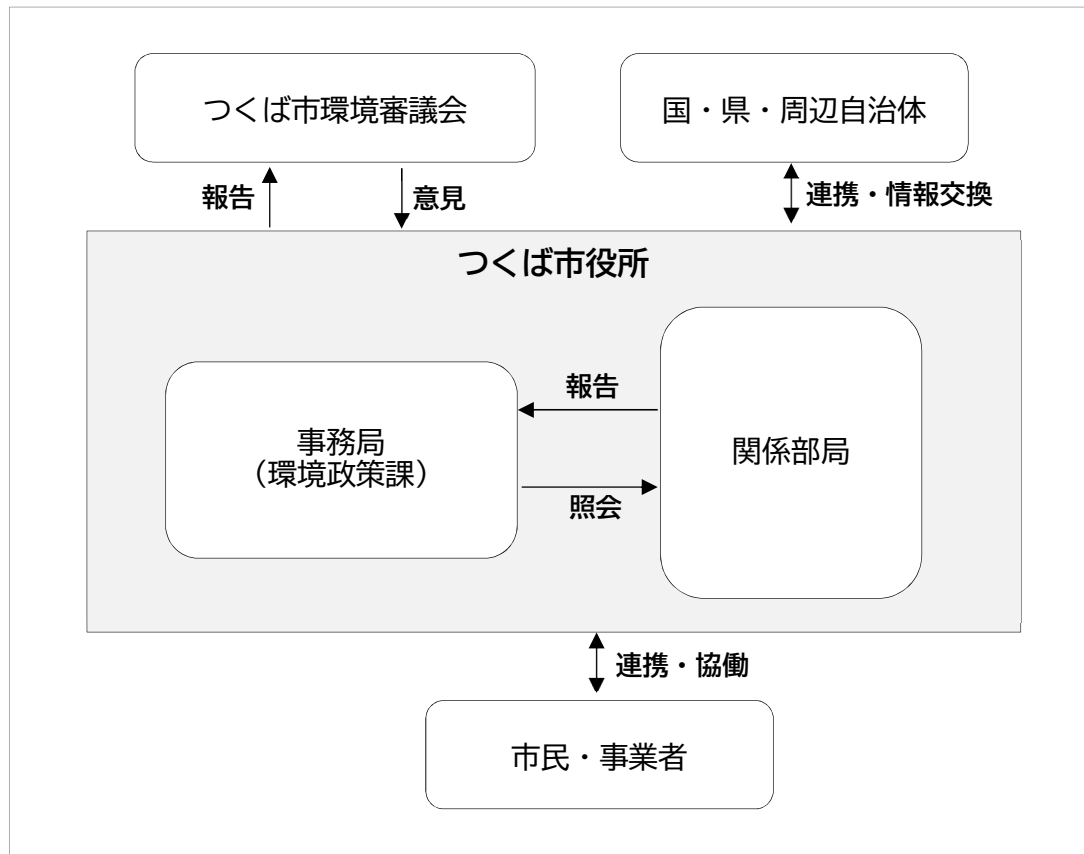 つくば市環境審議会
国・県・周辺自治体
報告
意見
連携・情報交換
つくば市役所
事務局
（環境政策課）
報告
照会
関係部局
連携・協働
市民・事業者